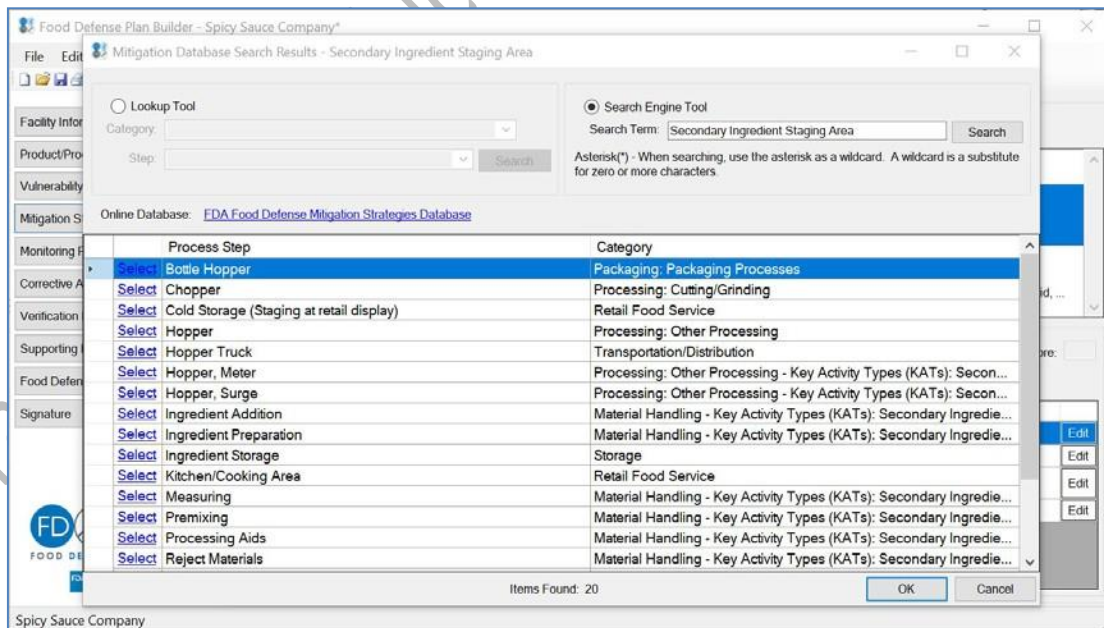 Food Defense Plan Builder - Spicy Sauce Company*
File Edit
Mitigation Database Search Results - Secondary Ingredient Staging Area
Lookup Tool
Category:
Step:
Search
Search Engine Tool
Search Term: Secondary Ingredient Staging Area Search
Asterisk(*) - When searching, use the asterisk as a wildcard. A wildcard is a substitute
for zero or more characters.
Online Database: FDA Food Defense Mitigation Strategies Database
Facility Infor
Product/Pro
Vulnerability
Mitigation S
Monitoring P
Corrective A
Verification
Supporting
Food Defen
Signature
Process Step Category
Select Bottle Hopper Packaging: Packaging Processes
Select Chopper Processing: Cutting/Grinding
Select Cold Storage (Staging at retail display) Retail Food Service
Select Hopper Processing: Other Processing
Select Hopper Truck Transportation/Distribution
Select Hopper, Meter Processing: Other Processing - Key Activity Types (KATs): Secon...
Select Hopper, Surge Processing: Other Processing - Key Activity Types (KATs): Secon...
Select Ingredient Addition Material Handling - Key Activity Types (KATs): Secondary Ingredie...
Select Ingredient Preparation Material Handling - Key Activity Types (KATs): Secondary Ingredie...
Select Ingredient Storage Storage
Select Kitchen/Cooking Area Retail Food Service
Select Measuring Material Handling - Key Activity Types (KATs): Secondary Ingredie...
Select Premixing Material Handling - Key Activity Types (KATs): Secondary Ingredie...
Select Processing Aids Material Handling - Key Activity Types (KATs): Secondary Ingredie...
Select Reject Materials Material Handling - Key Activity Types (KATs): Secondary Ingredie...
Items Found: 20 OK Cancel
id, ...
ore:
Edit
Edit
Edit
Edit
FD
FOOD DE
Spicy Sauce Company